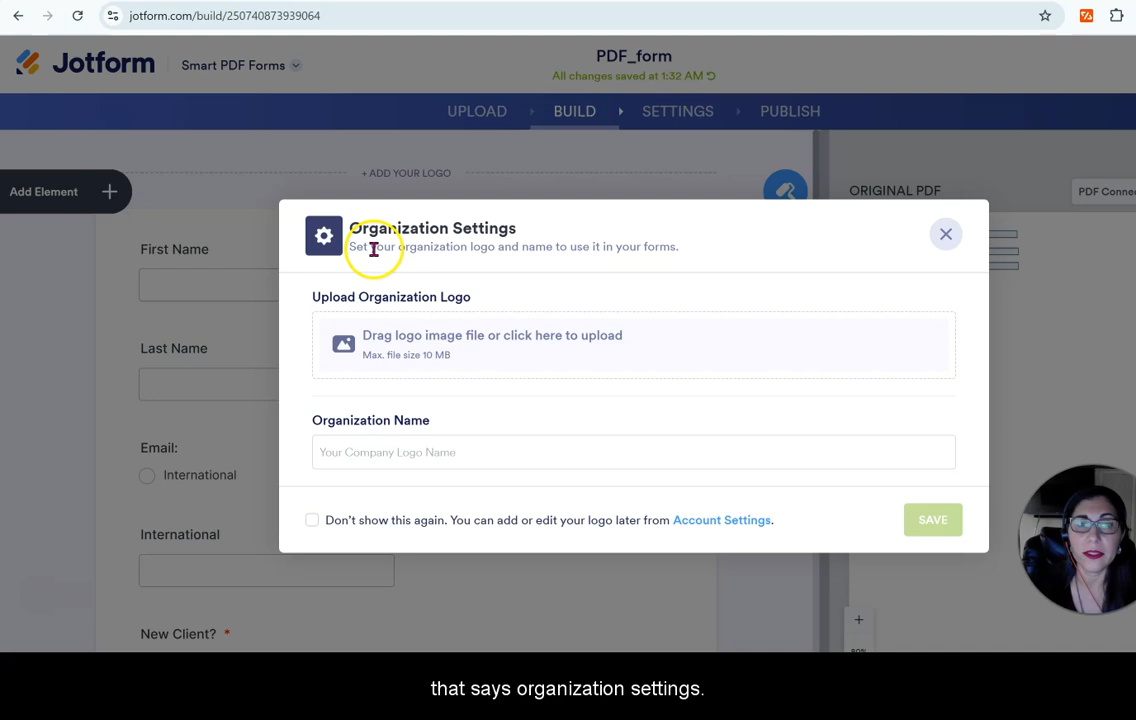 jotform.com/build/250740873939064
Jotform
Smart PDF Forms
PDF_form
All changes saved at 1:32 AM
UPLOAD
BUILD
SETTINGS
PUBLISH
+ ADD YOUR LOGO
Add Element
ORIGINAL PDF
PDF Connec
First Name
Last Name
Email:
International
International
New Client? *
Organization Settings
Set your organization logo and name to use it in your forms.
Upload Organization Logo
Drag logo image file or click here to upload
Max. file size 10 MB
Organization Name
Your Company Logo Name
Don't show this again. You can add or edit your logo later from Account Settings.
SAVE
that says organization settings.